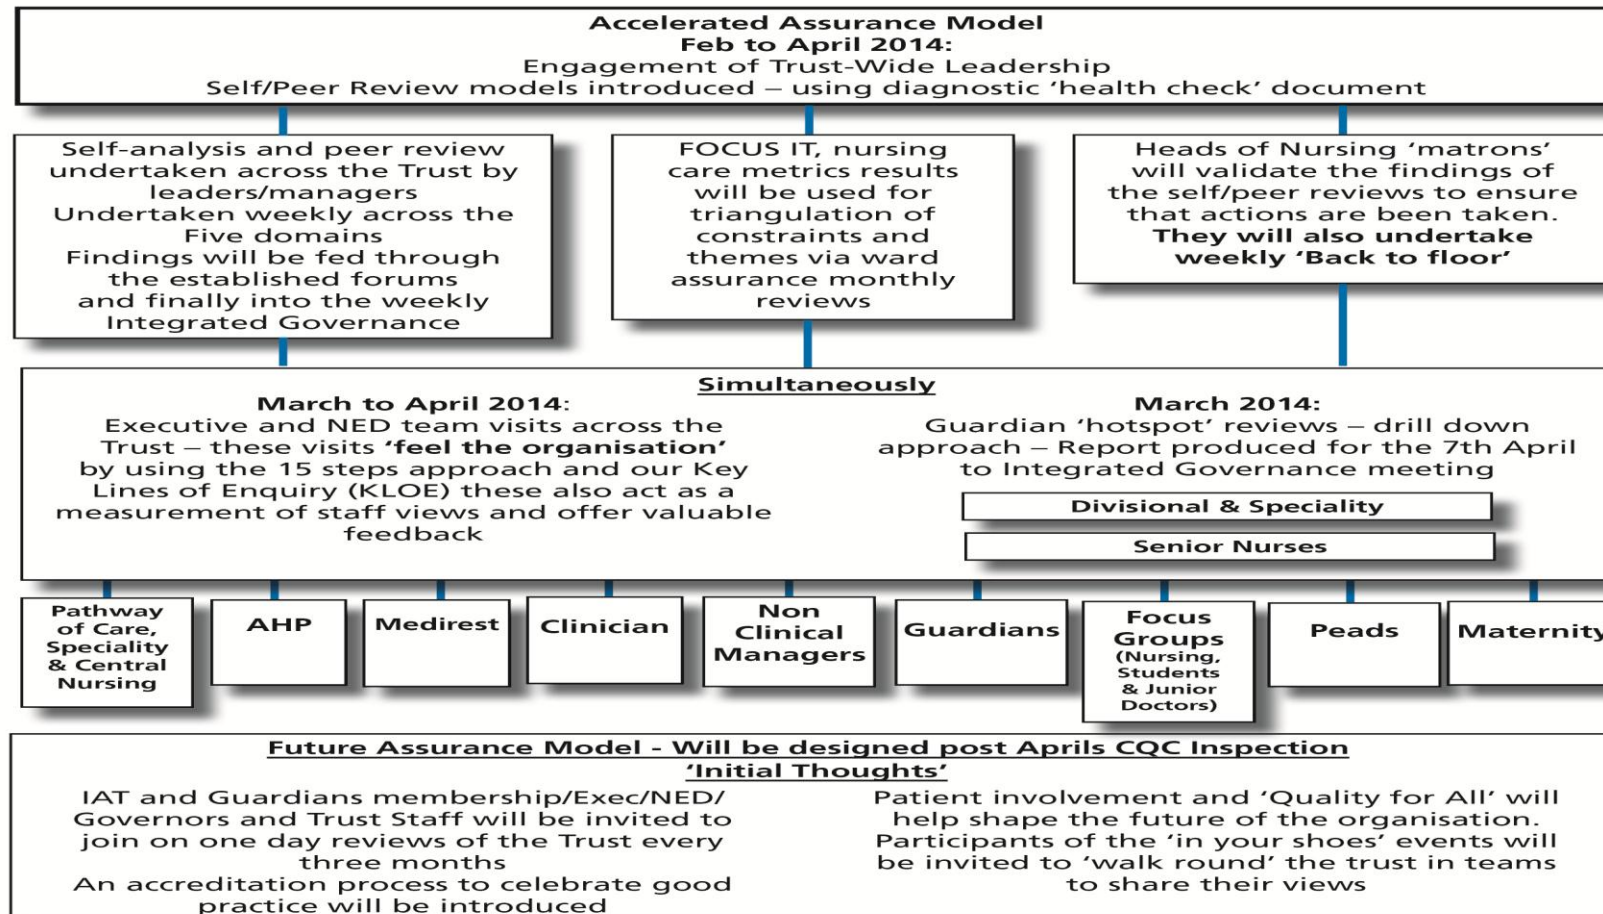 Accelerated Assurance Model
Feb to April 2014:
Engagement of Trust-Wide Leadership
Self/Peer Review models introduced – using diagnostic ‘health check’ document
Self-analysis and peer review
undertaken across the Trust by
leaders/managers
Undertaken weekly across the
Five domains
Findings will be fed through
the established forums
and finally into the weekly
Integrated Governance
FOCUS IT, nursing
care metrics results
will be used for
triangulation of
constraints and
themes via ward
assurance monthly
reviews
Heads of Nursing ‘matrons’
will validate the findings of
the self/peer reviews to ensure
that actions are been taken.
They will also undertake
weekly ‘Back to floor’
Simultaneously
March to April 2014:
Executive and NED team visits across the
Trust – these visits ‘feel the organisation’
by using the 15 steps approach and our Key
Lines of Enquiry (KLOE) these also act as a
measurement of staff views and offer valuable
feedback
March 2014:
Guardian ‘hotspot’ reviews – drill down
approach – Report produced for the 7th April
to Integrated Governance meeting
Divisional & Speciality
Senior Nurses
Pathway
of Care,
Speciality
& Central
Nursing
AHP
Medirest
Clinician
Non
Clinical
Managers
Guardians
Focus
Groups
(Nursing,
Students
& Junior
Doctors)
Peads
Maternity
Future Assurance Model - Will be designed post Aprils CQC Inspection
‘Initial Thoughts’
IAT and Guardians membership/Exec/NED/
Governors and Trust Staff will be invited to
join on one day reviews of the Trust every
three months
An accreditation process to celebrate good
practice will be introduced
Patient involvement and ‘Quality for All’ will
help shape the future of the organisation.
Participants of the ‘in your shoes’ events will
be invited to ‘walk round’ the trust in teams
to share their views